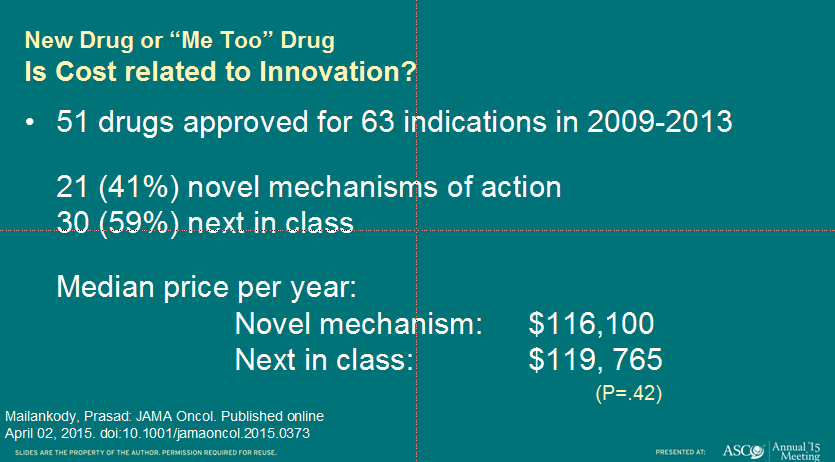 New Drug or “Me Too” Drug
Is Cost related to Innovation?
• 51 drugs approved for 63 indications in 2009-2013
21 (41%) novel mechanisms of action
30 (59%) next in class
Median price per year:
Novel mechanism: $116,100
Next in class: $119, 765
(P=.42)
Mailankody, Prasad: JAMA Oncol. Published online
April 02, 2015. doi:10.1001/jamaoncol.2015.0373
SLIDES ARE THE PROPERTY OF THE AUTHOR. PERMISSION REQUIRED FOR REUSE.
PRESENTED AT: ASCO Annual '15
Meeting